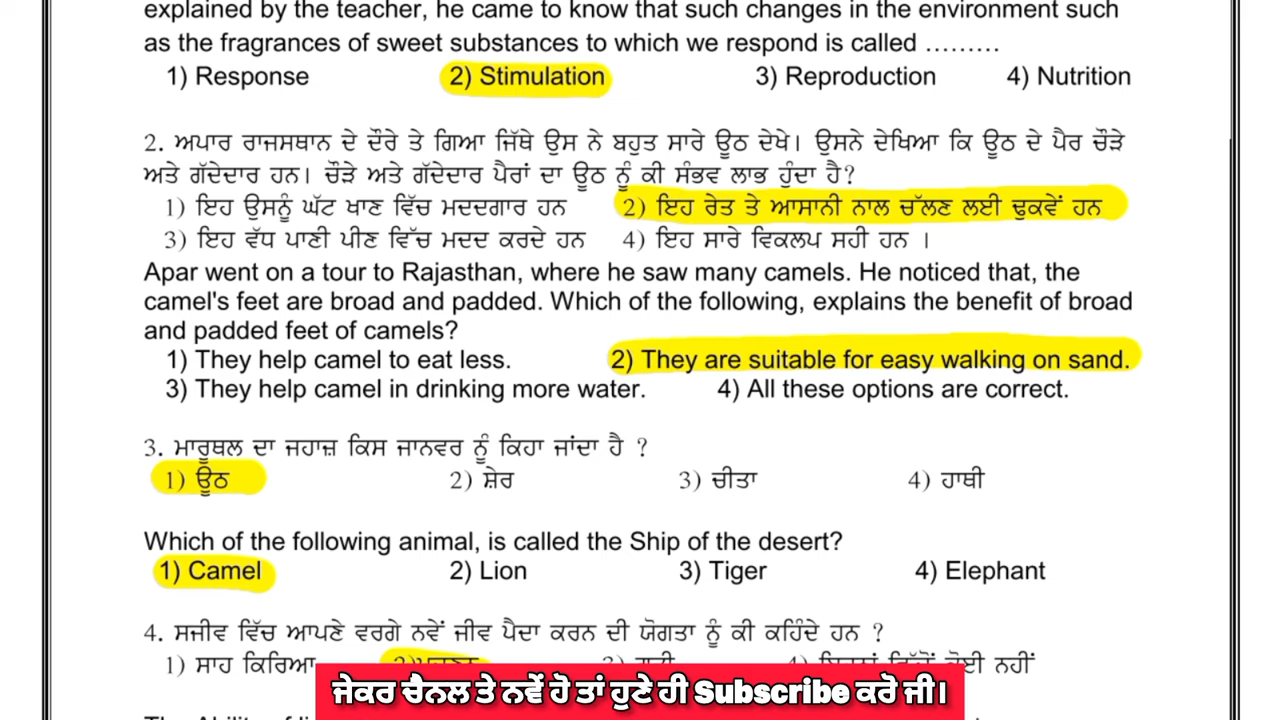 explained by the teacher, he came to know that such changes in the environment such
as the fragrances of sweet substances to which we respond is called ………
1) Response 2) Stimulation 3) Reproduction 4) Nutrition
2. ਅਪਾਰ ਰਾਜਸਥਾਨ ਦੇ ਦੌਰੇ ਤੇ ਗਿਆ ਜਿੱਥੇ ਉਸ ਨੇ ਬਹੁਤ ਸਾਰੇ ਊਠ ਦੇਖੇ। ਉਸਨੇ ਦੇਖਿਆ ਕਿ ਊਠ ਦੇ ਪੈਰ ਚੌੜੇ
ਅਤੇ ਗੱਦੇਦਾਰ ਹਨ। ਚੌੜੇ ਅਤੇ ਗੱਦੇਦਾਰ ਪੈਰਾਂ ਦਾ ਊਠ ਨੂੰ ਕੀ ਸੰਭਵ ਲਾਭ ਹੁੰਦਾ ਹੈ?
1) ਇਹ ਉਸਨੂੰ ਘੱਟ ਖਾਣ ਵਿੱਚ ਮਦਦਗਾਰ ਹਨ 2) ਇਹ ਰੇਤ ਤੇ ਆਸਾਨੀ ਨਾਲ ਚੱਲਣ ਲਈ ਢੁਕਵੇਂ ਹਨ
3) ਇਹ ਵੱਧ ਪਾਣੀ ਪੀਣ ਵਿੱਚ ਮਦਦ ਕਰਦੇ ਹਨ 4) ਇਹ ਸਾਰੇ ਵਿਕਲਪ ਸਹੀ ਹਨ ।
Apar went on a tour to Rajasthan, where he saw many camels. He noticed that, the
camel's feet are broad and padded. Which of the following, explains the benefit of broad
and padded feet of camels?
1) They help camel to eat less. 2) They are suitable for easy walking on sand.
3) They help camel in drinking more water. 4) All these options are correct.
3. ਮਾਰੂਥਲ ਦਾ ਜਹਾਜ਼ ਕਿਸ ਜਾਨਵਰ ਨੂੰ ਕਿਹਾ ਜਾਂਦਾ ਹੈ ?
1) ਊਠ 2) ਸ਼ੇਰ 3) ਚੀਤਾ 4) ਹਾਥੀ
Which of the following animal, is called the Ship of the desert?
1) Camel 2) Lion 3) Tiger 4) Elephant
4. ਸਜੀਵ ਵਿੱਚ ਆਪਣੇ ਵਰਗੇ ਨਵੇਂ ਜੀਵ ਪੈਦਾ ਕਰਨ ਦੀ ਯੋਗਤਾ ਨੂੰ ਕੀ ਕਹਿੰਦੇ ਹਨ ?
1) ਸਾਹ ਕਿਰਿਆ ਨਹੀਂ
ਜੇਕਰ ਚੈਨਲ ਤੇ ਨਵੇਂ ਹੋ ਤਾਂ ਹੁਣੇ ਹੀ Subscribe ਕਰੋ ਜੀ।